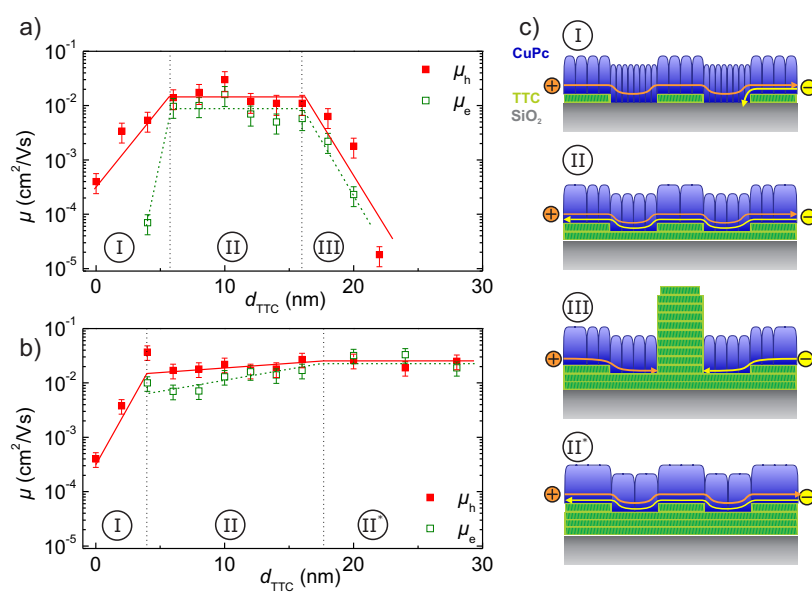 a)
μ (cm²/Vs)
10⁻¹
10⁻²
10⁻³
10⁻⁴
10⁻⁵
μh
μe
I
II
III
0
10
20
30
dTTC (nm)
b)
μ (cm²/Vs)
10⁻¹
10⁻²
10⁻³
10⁻⁴
10⁻⁵
μh
μe
I
II
II*
0
10
20
30
dTTC (nm)
c)
I
CuPc
+
−
TTC
SiO₂
II
+
−
III
+
−
II*
+
−